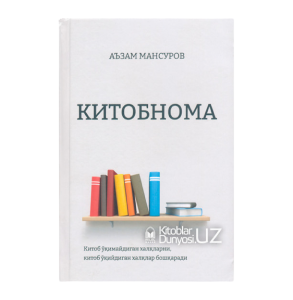 АЪЗАМ МАНСУРОВ
КИТОБНОМА
Kitoblar
Dunyosi UZ
Китоб ўқимайдиган халқларни,
китоб ўқийдиган халқлар бошқаради